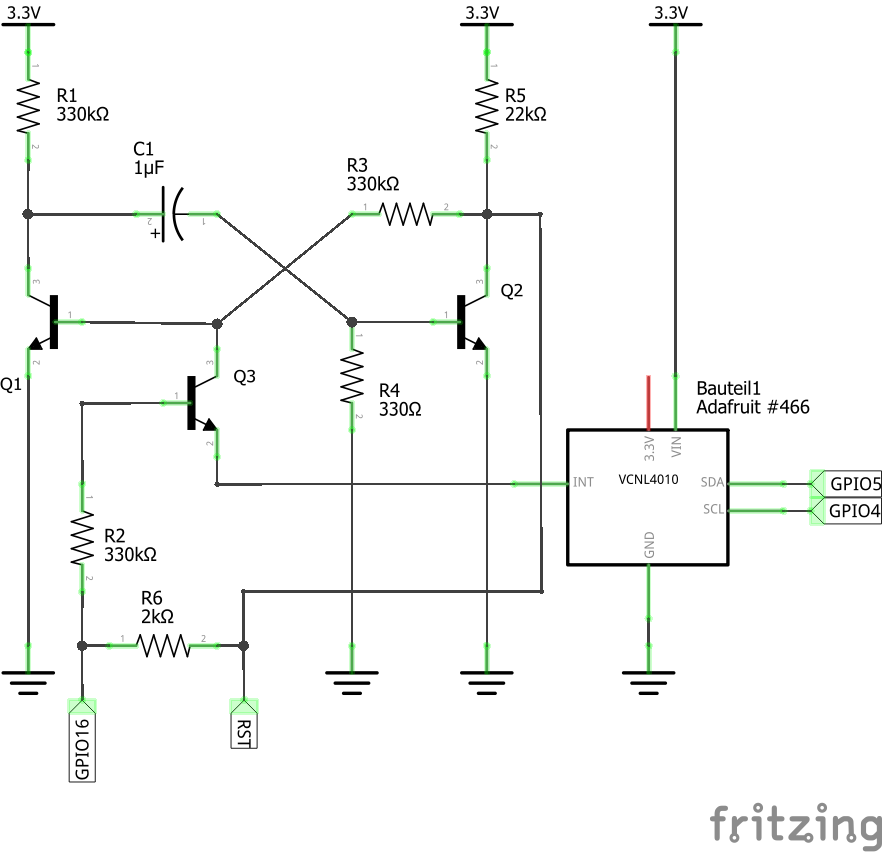 3.3V
3.3V
3.3V
1
R1
330kΩ
2
1
R5
22kΩ
2
C1
1µF
2
1
+
R3
330kΩ
1
2
3
1
2
Q1
3
1
2
Q2
3
1
2
Q3
1
R4
330Ω
2
Bauteil1
Adafruit #466
3.3V
VIN
INT
VCNL4010
SDA
SCL
GND
GPIO5
GPIO4
1
R2
330kΩ
2
R6
2kΩ
1
2
GPIO16
RST
fritzing